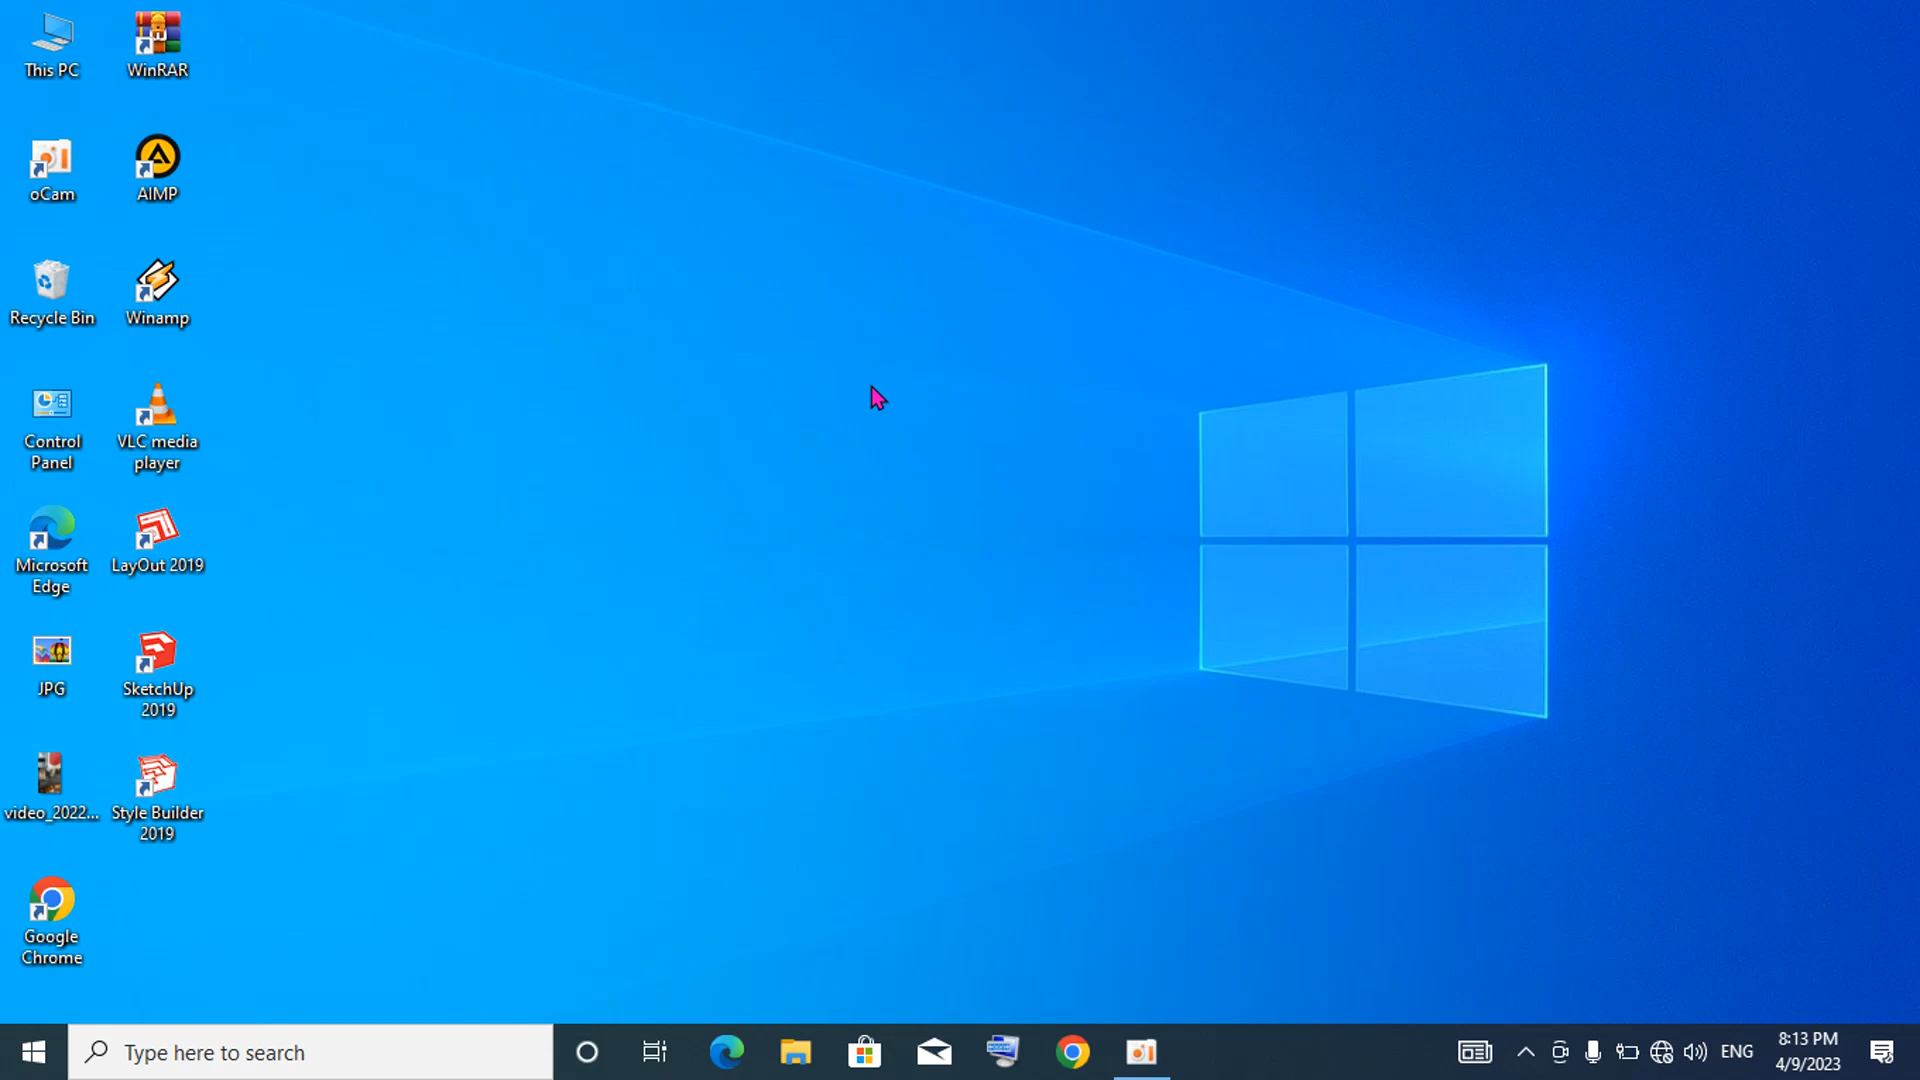 This PC
WinRAR
oCam
AIMP
Recycle Bin
Winamp
Control
Panel
VLC media
player
Microsoft
Edge
LayOut 2019
JPG
SketchUp
2019
video_2022...
Style Builder
2019
Google
Chrome
Type here to search
ENG
8:13 PM
4/9/2023